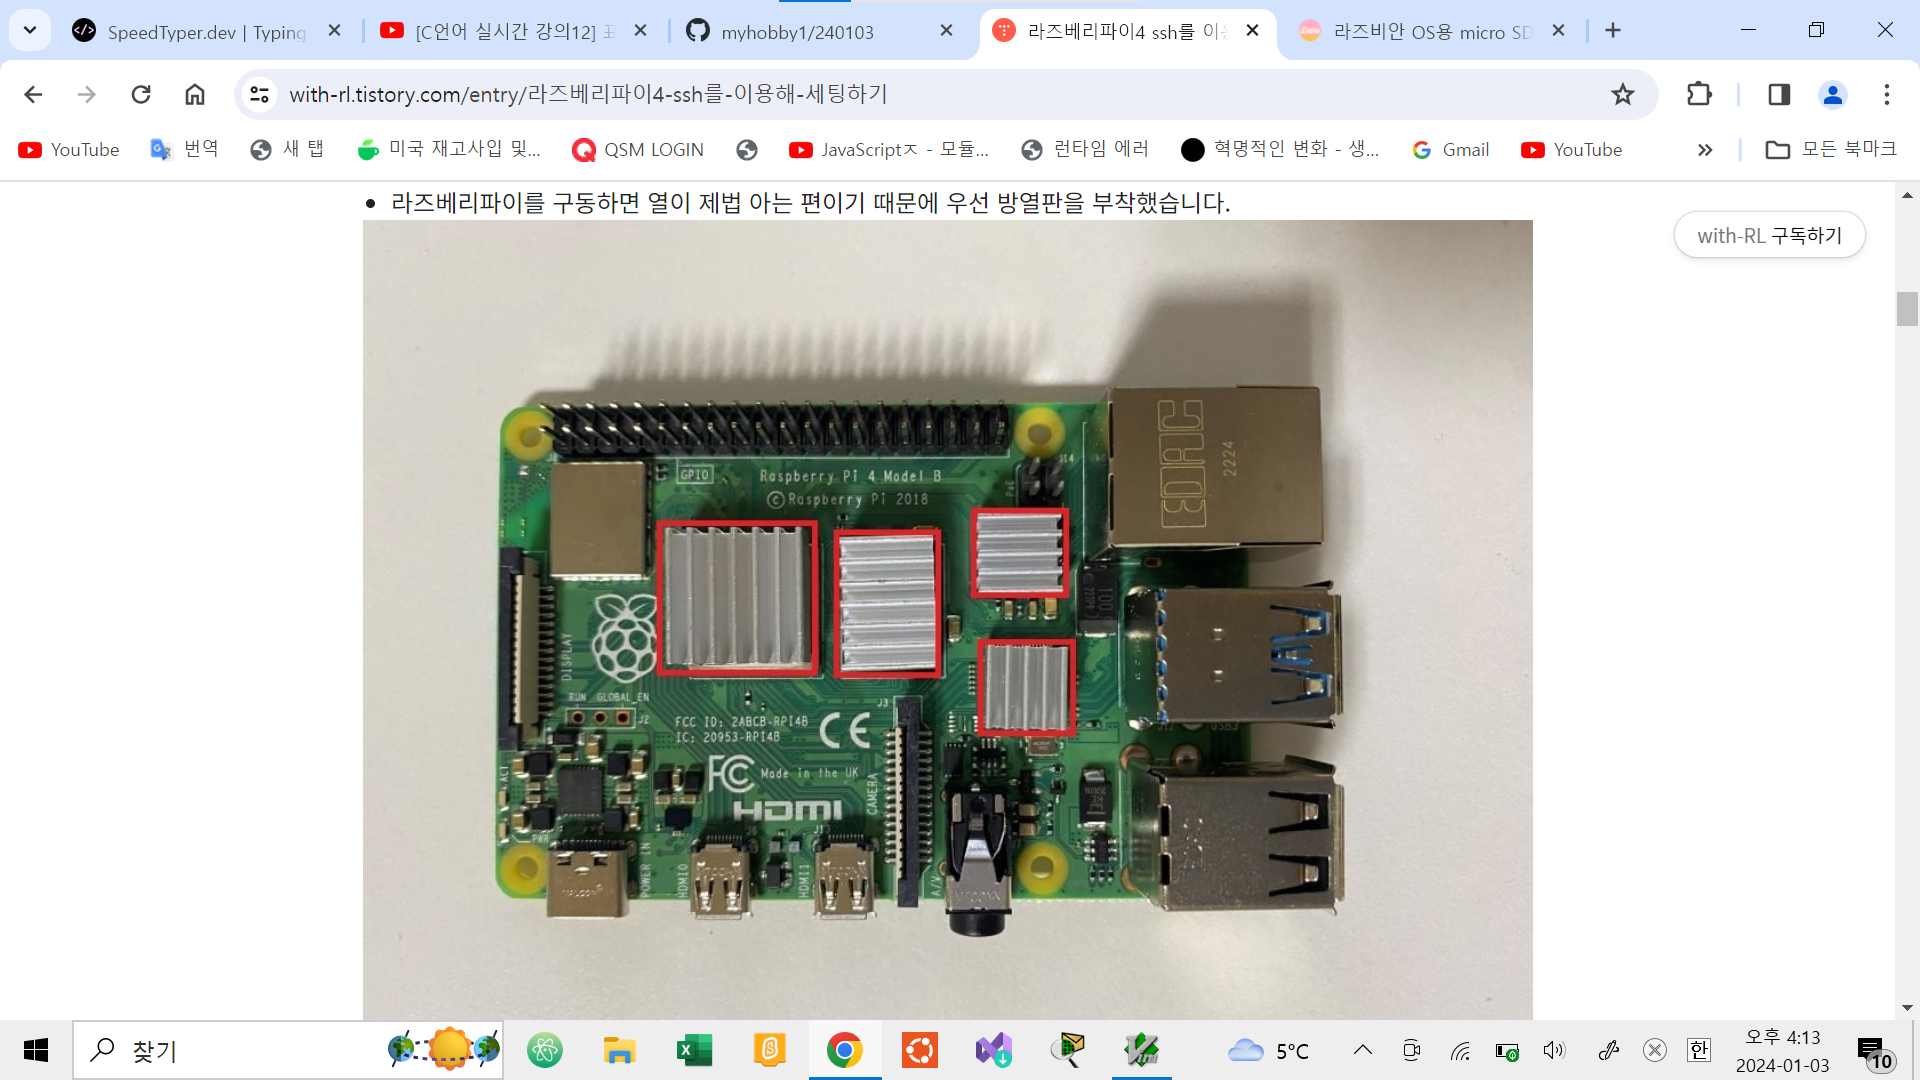 SpeedTyper.dev | Typing
[C언어 실시간 강의12] 포
myhobby1/240103
라즈베리파이4 ssh를 이용
라즈비안 OS용 micro SD
with-rl.tistory.com/entry/라즈베리파이4-ssh를-이용해-세팅하기
YouTube
번역
새 탭
미국 재고사입 및...
QSM LOGIN
JavaScriptㅈ - 모듈...
런타임 에러
혁명적인 변화 - 생...
Gmail
YouTube
모든 북마크
라즈베리파이를 구동하면 열이 제법 아는 편이기 때문에 우선 방열판을 부착했습니다.
with-RL 구독하기
J8
GPIO
Raspberry Pi 4 Model B
©Raspberry Pi 2018
J14
EDAC
2224
DISPLAY
RUN GLOBAL_EN
J2
FCC ID: 2ABCB-RPI4B
IC: 20953-RPI4B
CE
FC Made in the UK
HDMI
J3
CAMERA
ACT
PWR
POWER IN
HDMI0
HDMI1
J13
A/V
찾기
5°C
한
오후 4:13
2024-01-03
10